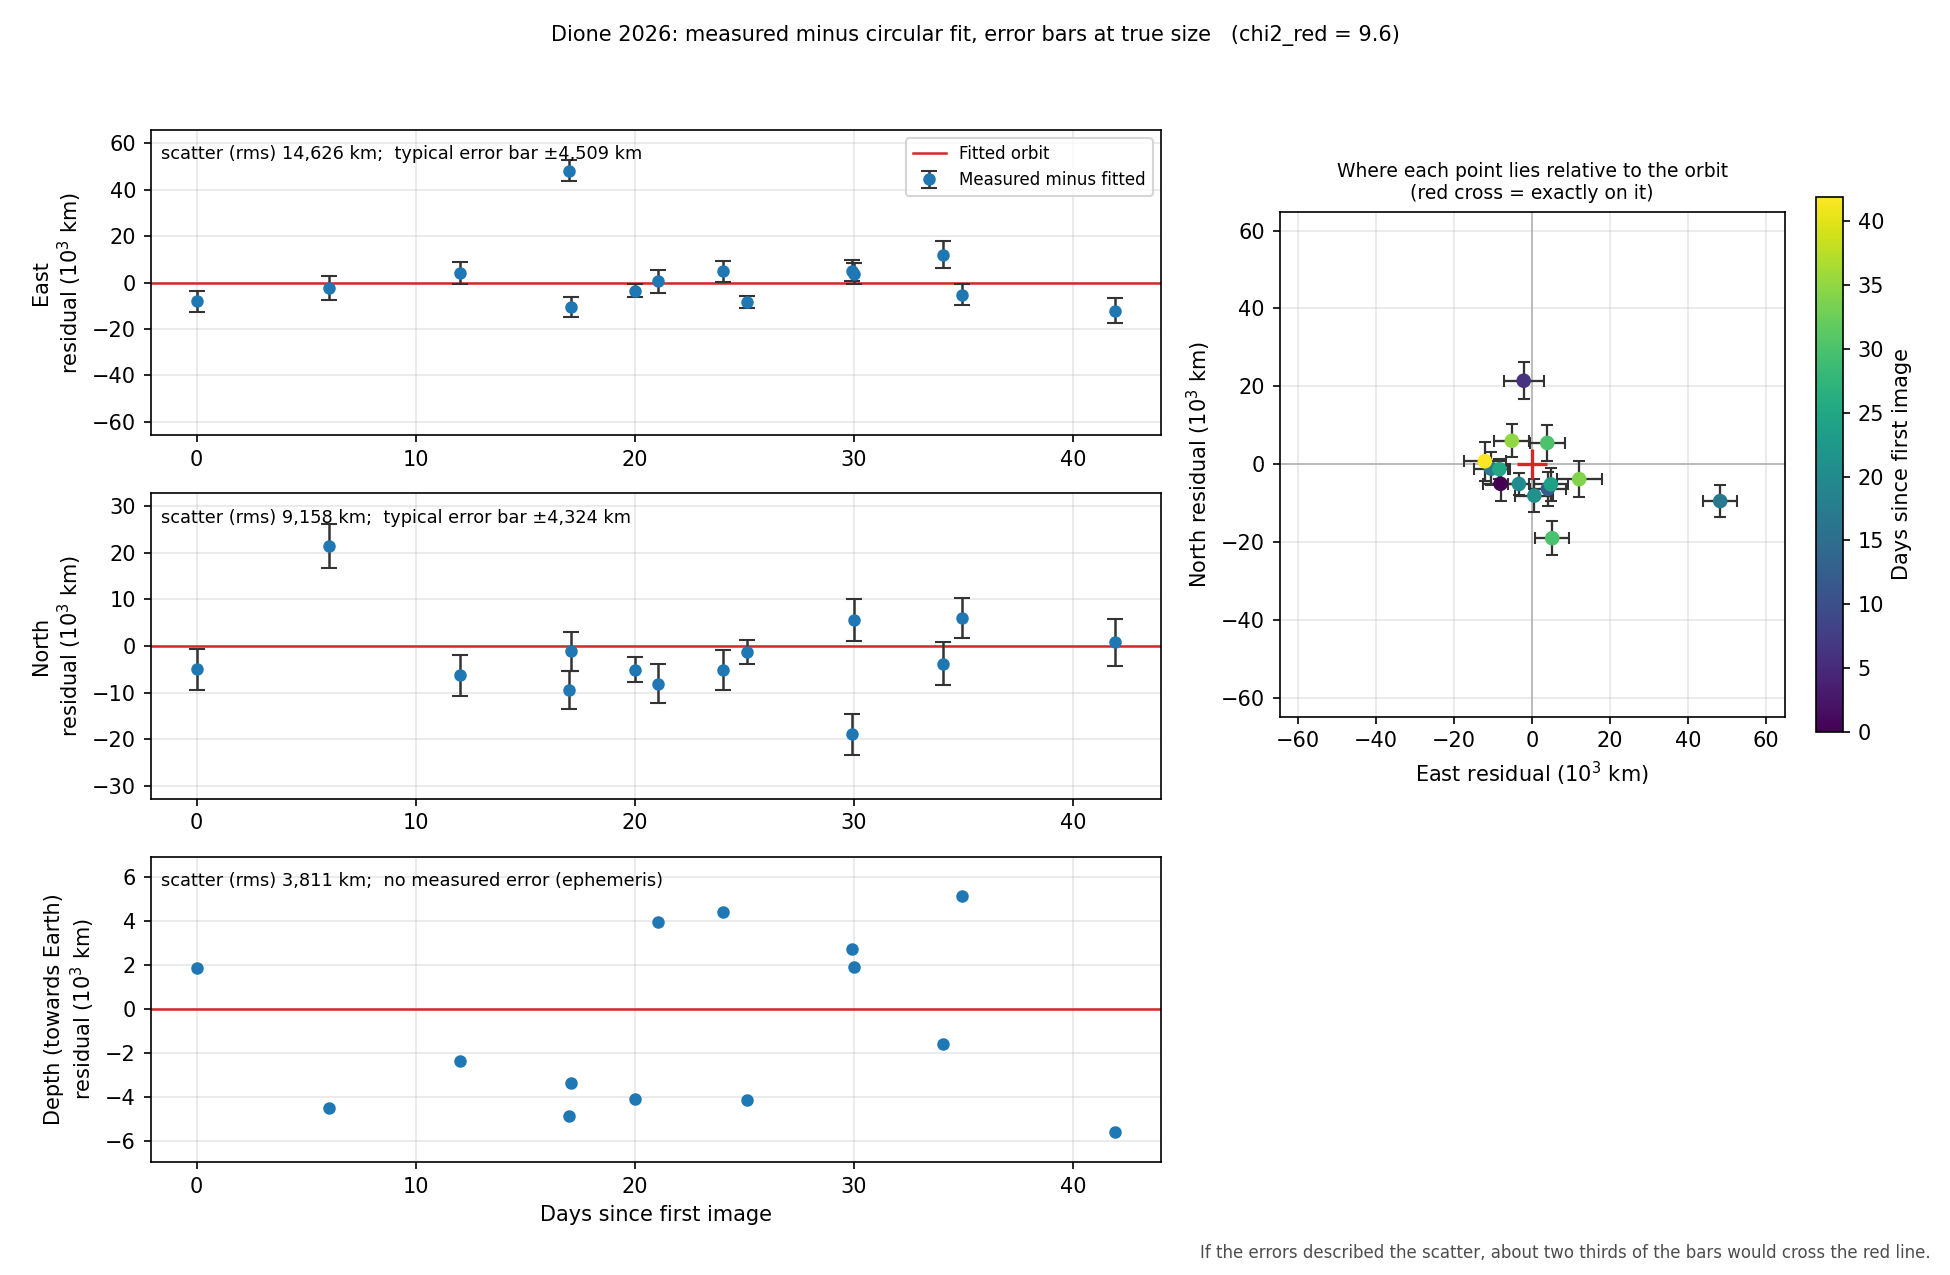 Dione 2026: measured minus circular fit, error bars at true size   (chi2_red = 9.6)
scatter (rms) 14,626 km;  typical error bar ±4,509 km
Fitted orbit
Measured minus fitted
East
residual (10³ km)
60
40
20
0
−20
−40
−60
0 10 20 30 40
scatter (rms) 9,158 km;  typical error bar ±4,324 km
North
residual (10³ km)
30
20
10
0
−10
−20
−30
0 10 20 30 40
scatter (rms) 3,811 km;  no measured error (ephemeris)
Depth (towards Earth)
residual (10³ km)
6
4
2
0
−2
−4
−6
0 10 20 30 40
Days since first image
Where each point lies relative to the orbit
(red cross = exactly on it)
North residual (10³ km)
60
40
20
0
−20
−40
−60
−60 −40 −20 0 20 40 60
East residual (10³ km)
40
35
30
25
20
15
10
5
0
Days since first image
If the errors described the scatter, about two thirds of the bars would cross the red line.